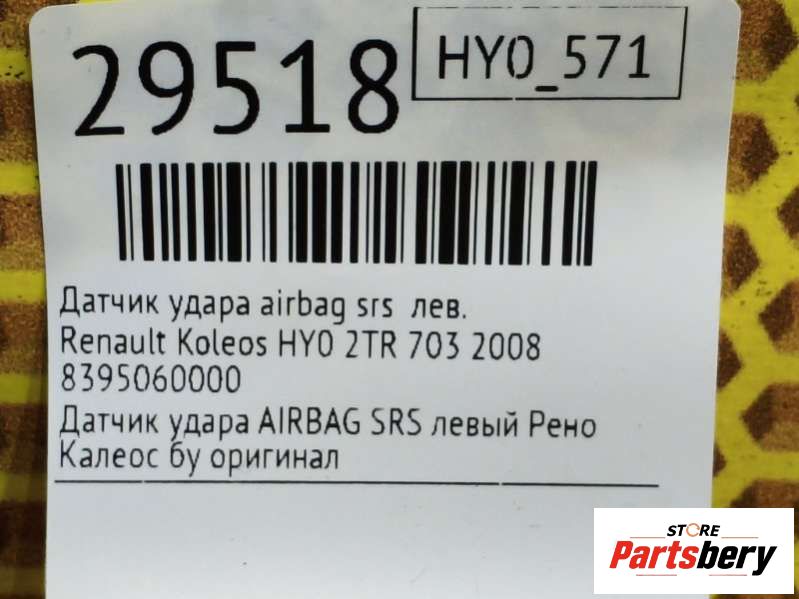 29518
HY0_571
Датчик удара airbag srs лев.
Renault Koleos HY0 2TR 703 2008
8395060000
Датчик удара AIRBAG SRS левый Рено
Калеос бу оригинал
STORE
Partsbery